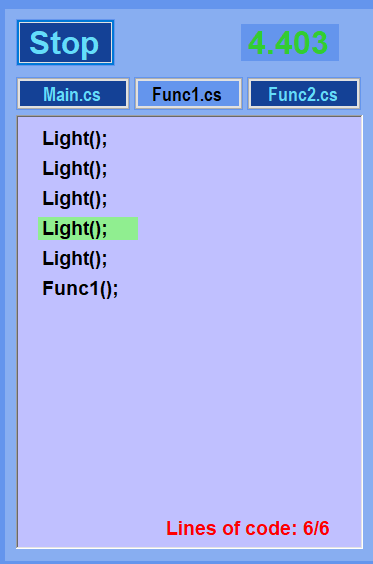 Stop 4.403
Main.cs Func1.cs Func2.cs
Light();
Light();
Light();
Light();
Light();
Func1();
Lines of code: 6/6